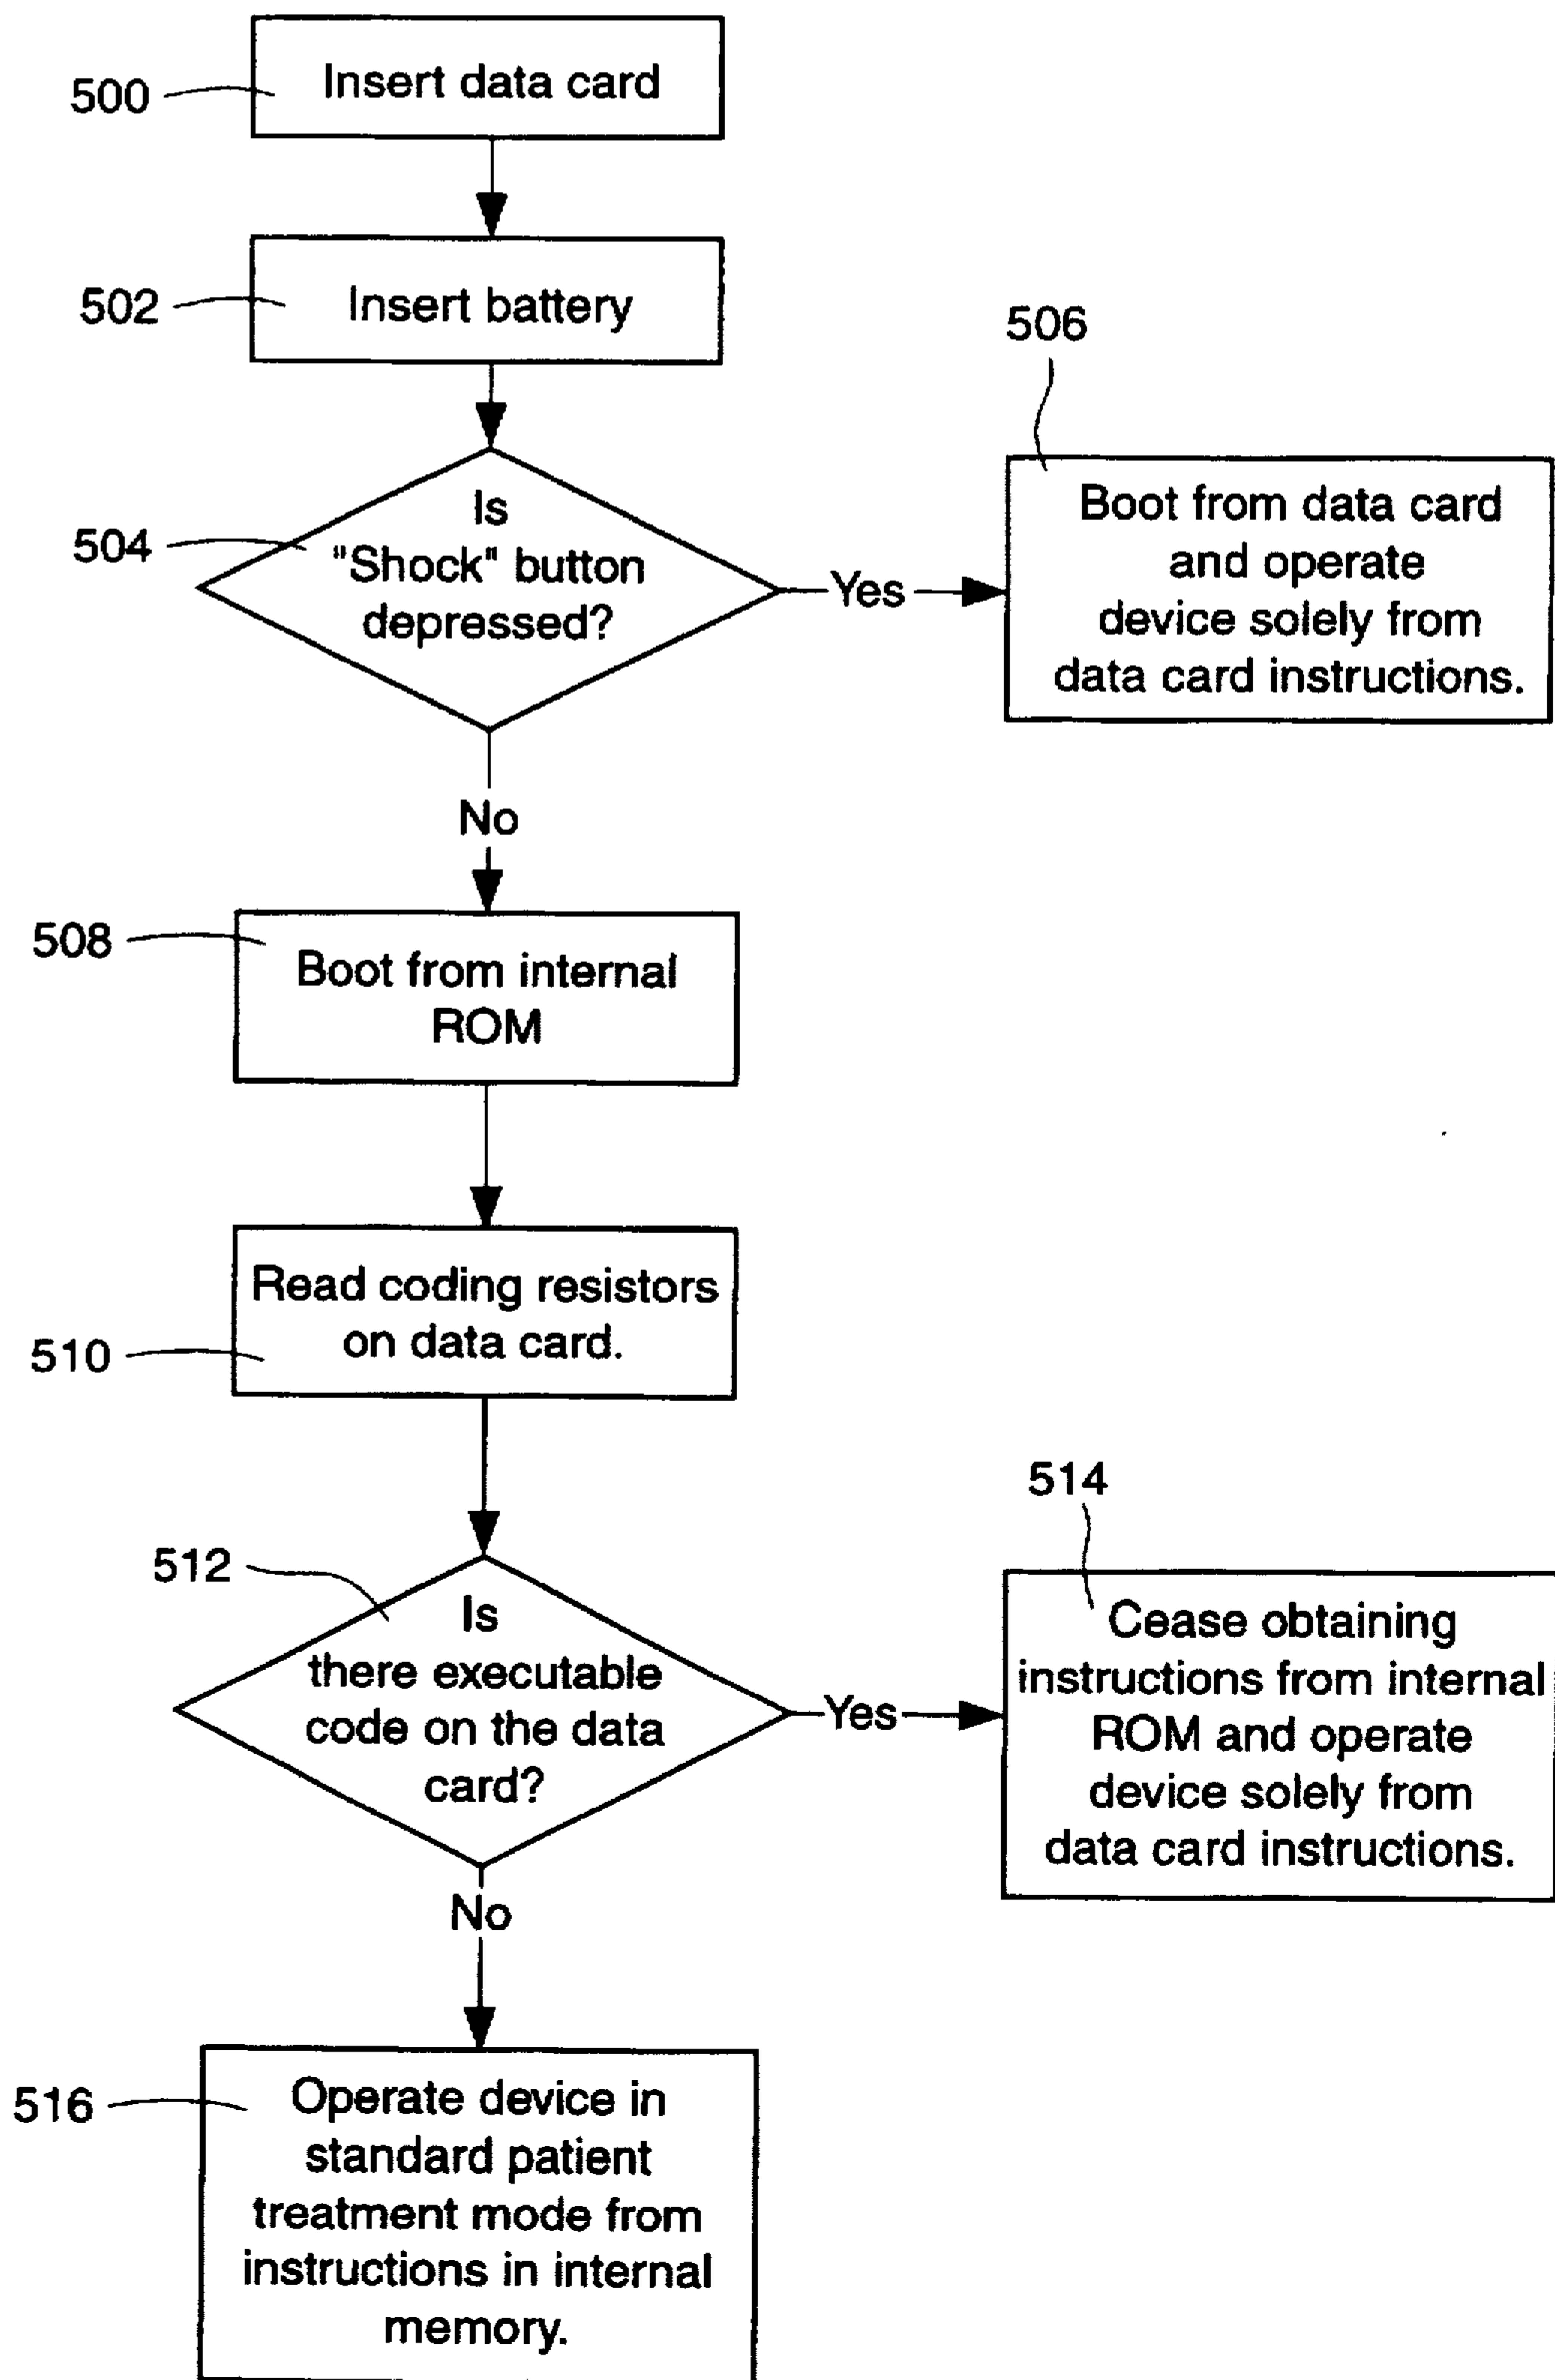 500
Insert data card
502
Insert battery
506
504
Is
"Shock" button
depressed?
Yes
Boot from data card
and operate
device solely from
data card instructions.
No
508
Boot from internal
ROM
510
Read coding resistors
on data card.
514
512
Is
there executable
code on the data
card?
Yes
Cease obtaining
instructions from internal
ROM and operate
device solely from
data card instructions.
No
516
Operate device in
standard patient
treatment mode from
instructions in internal
memory.